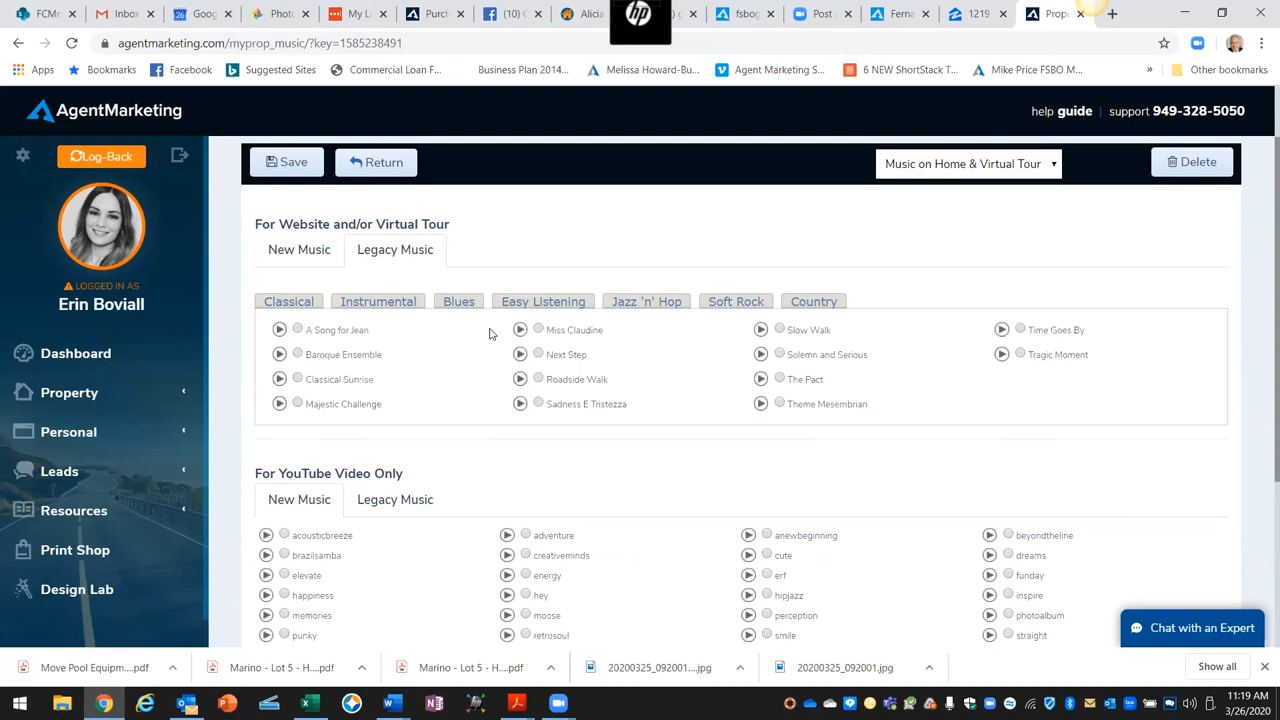 FCMn
Inbox
Goog
Photo
My Li
Purch
(10) (
Alicia
fsbog
Post /
Ferna
1219
Prope
agentmarketing.com/myprop_music/?key=1585238491
Apps
Bookmarks
Facebook
Suggested Sites
Commercial Loan F...
Business Plan 2014...
Melissa Howard-Bu...
Agent Marketing S...
6 NEW ShortStack T...
Mike Price FSBO M...
Other bookmarks
AgentMarketing
help guide | support 949-328-5050
Log-Back
LOGGED IN AS
Erin Boviall
Dashboard
Property
Personal
Leads
Resources
Print Shop
Design Lab
Save
Return
Music on Home & Virtual Tour
Delete
For Website and/or Virtual Tour
New Music
Legacy Music
Classical
Instrumental
Blues
Easy Listening
Jazz 'n' Hop
Soft Rock
Country
A Song for Jean
Miss Claudine
Slow Walk
Time Goes By
Baroque Ensemble
Next Step
Solemn and Serious
Tragic Moment
Classical Sunrise
Roadside Walk
The Pact
Majestic Challenge
Sadness E Tristezza
Theme Mesembrian
For YouTube Video Only
New Music
Legacy Music
acousticbreeze
adventure
anewbeginning
beyondtheline
brazilsamba
creativeminds
cute
dreams
elevate
energy
erf
funday
happiness
hey
hipjazz
inspire
memories
moose
perception
photoalbum
punky
retrosoul
smile
straight
Chat with an Expert
Move Pool Equipm....pdf
Marino - Lot 5 - H....pdf
Marino - Lot 5 - H....pdf
20200325_092001....jpg
20200325_092001.jpg
Show all
11:19 AM
3/26/2020